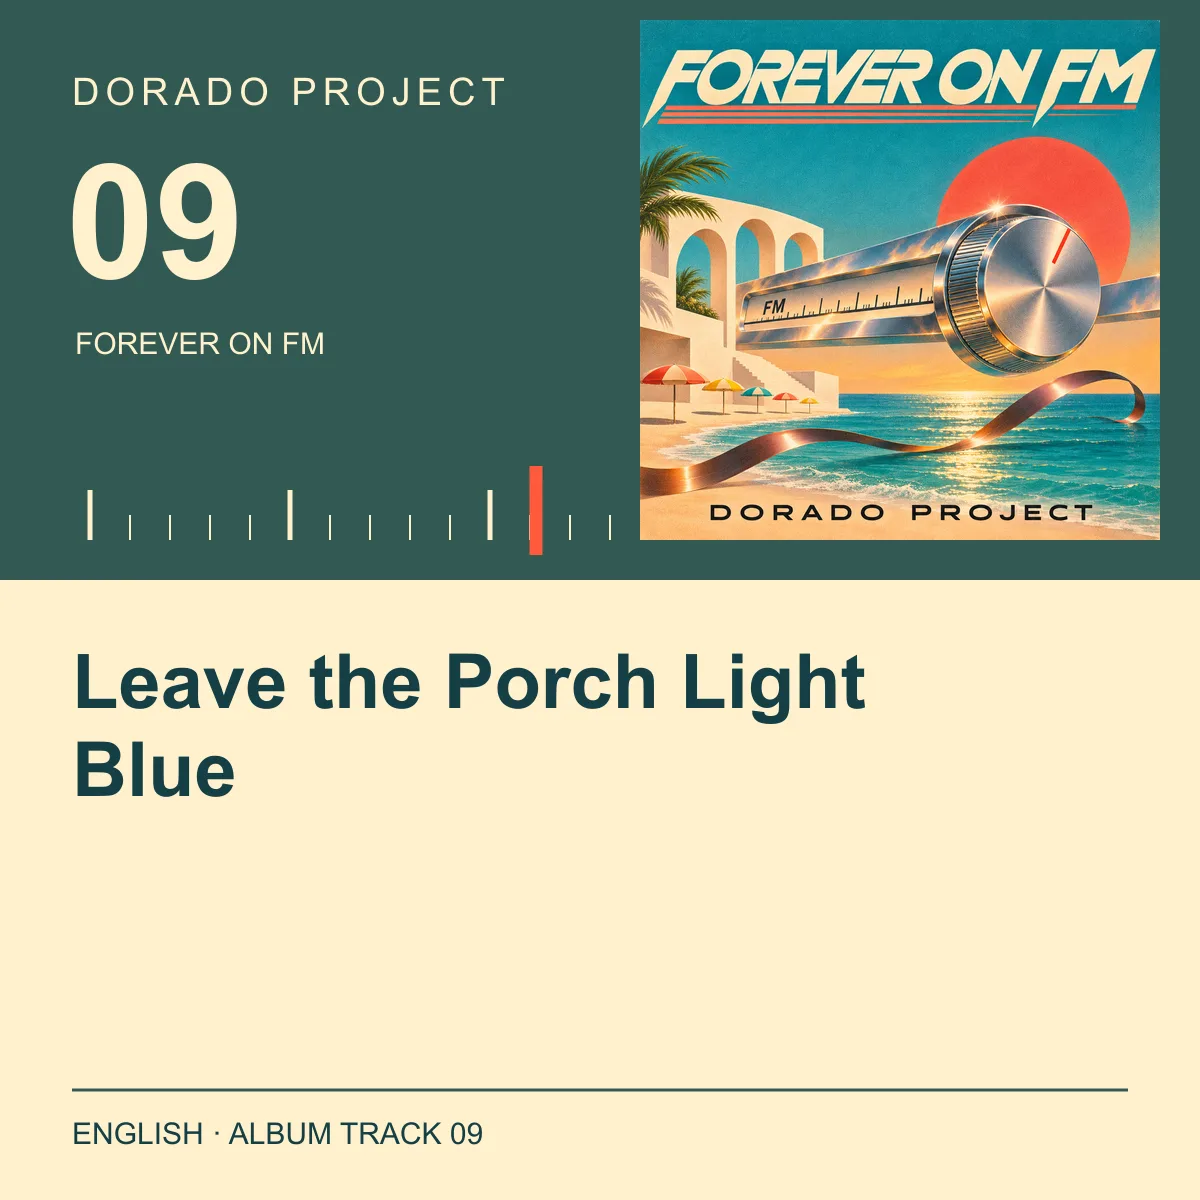 DORADO PROJECT
09
FOREVER ON FM
FOREVER ON FM
FM
DORADO PROJECT
Leave the Porch Light
Blue
ENGLISH · ALBUM TRACK 09